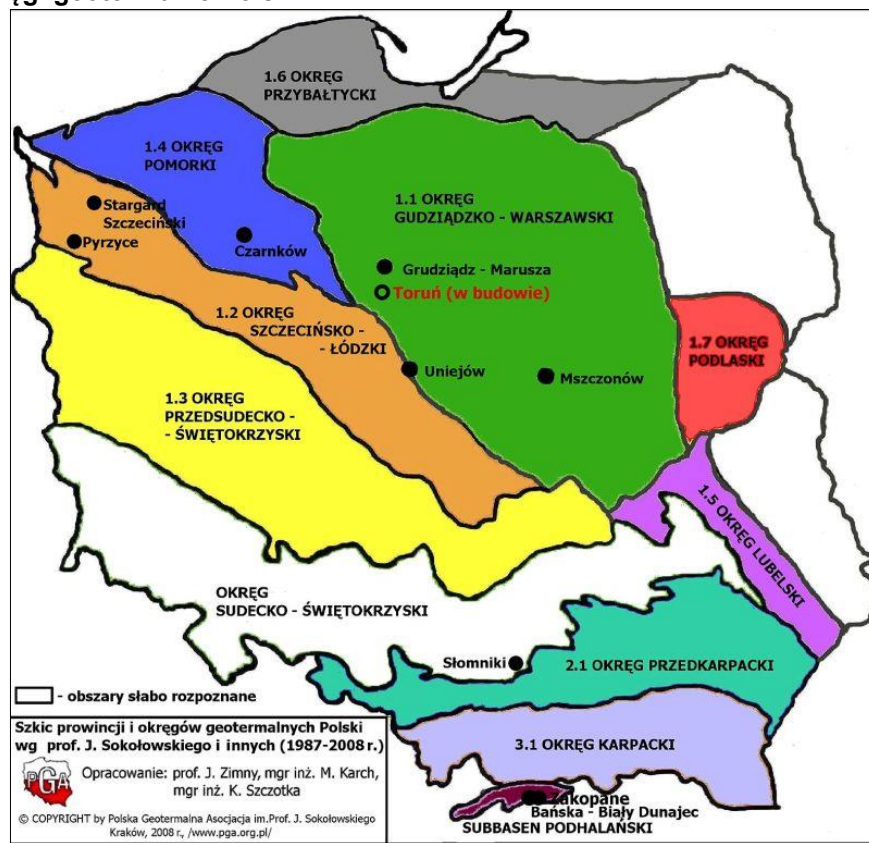 1.6 OKRĘG
PRZYBAŁTYCKI
1.4 OKRĘG
POMORKI
1.1 OKRĘG
GUDZIĄDZKO - WARSZAWSKI
Stargard
Szczeciński
Pyrzyce
Czarnków
Grudziądz - Marusza
Toruń (w budowie)
1.2 OKRĘG
SZCZECIŃSKO -
- ŁÓDZKI
1.7 OKRĘG
PODLASKI
Uniejów
Mszczonów
1.3 OKRĘG
PRZEDSUDECKO -
- ŚWIĘTOKRZYSKI
1.5 OKRĘG LUBELSKI
OKRĘG
SUDECKO - ŚWIĘTOKRZYSKI
Słomniki
2.1 OKRĘG PRZEDKARPACKI
- obszary słabo rozpoznane
3.1 OKRĘG KARPACKI
Zakopane
Bańska - Biały Dunajec
SUBBASEN PODHALAŃSKI
Szkic prowincji i okręgów geotermalnych Polski
wg prof. J. Sokołowskiego i innych (1987-2008 r.)
PGA
Opracowanie: prof. J. Zimny, mgr inż. M. Karch,
mgr inż. K. Szczotka
© COPYRIGHT by Polska Geotermalna Asocjacja im.Prof. J. Sokołowskiego
Kraków, 2008 r., /www.pga.org.pl/